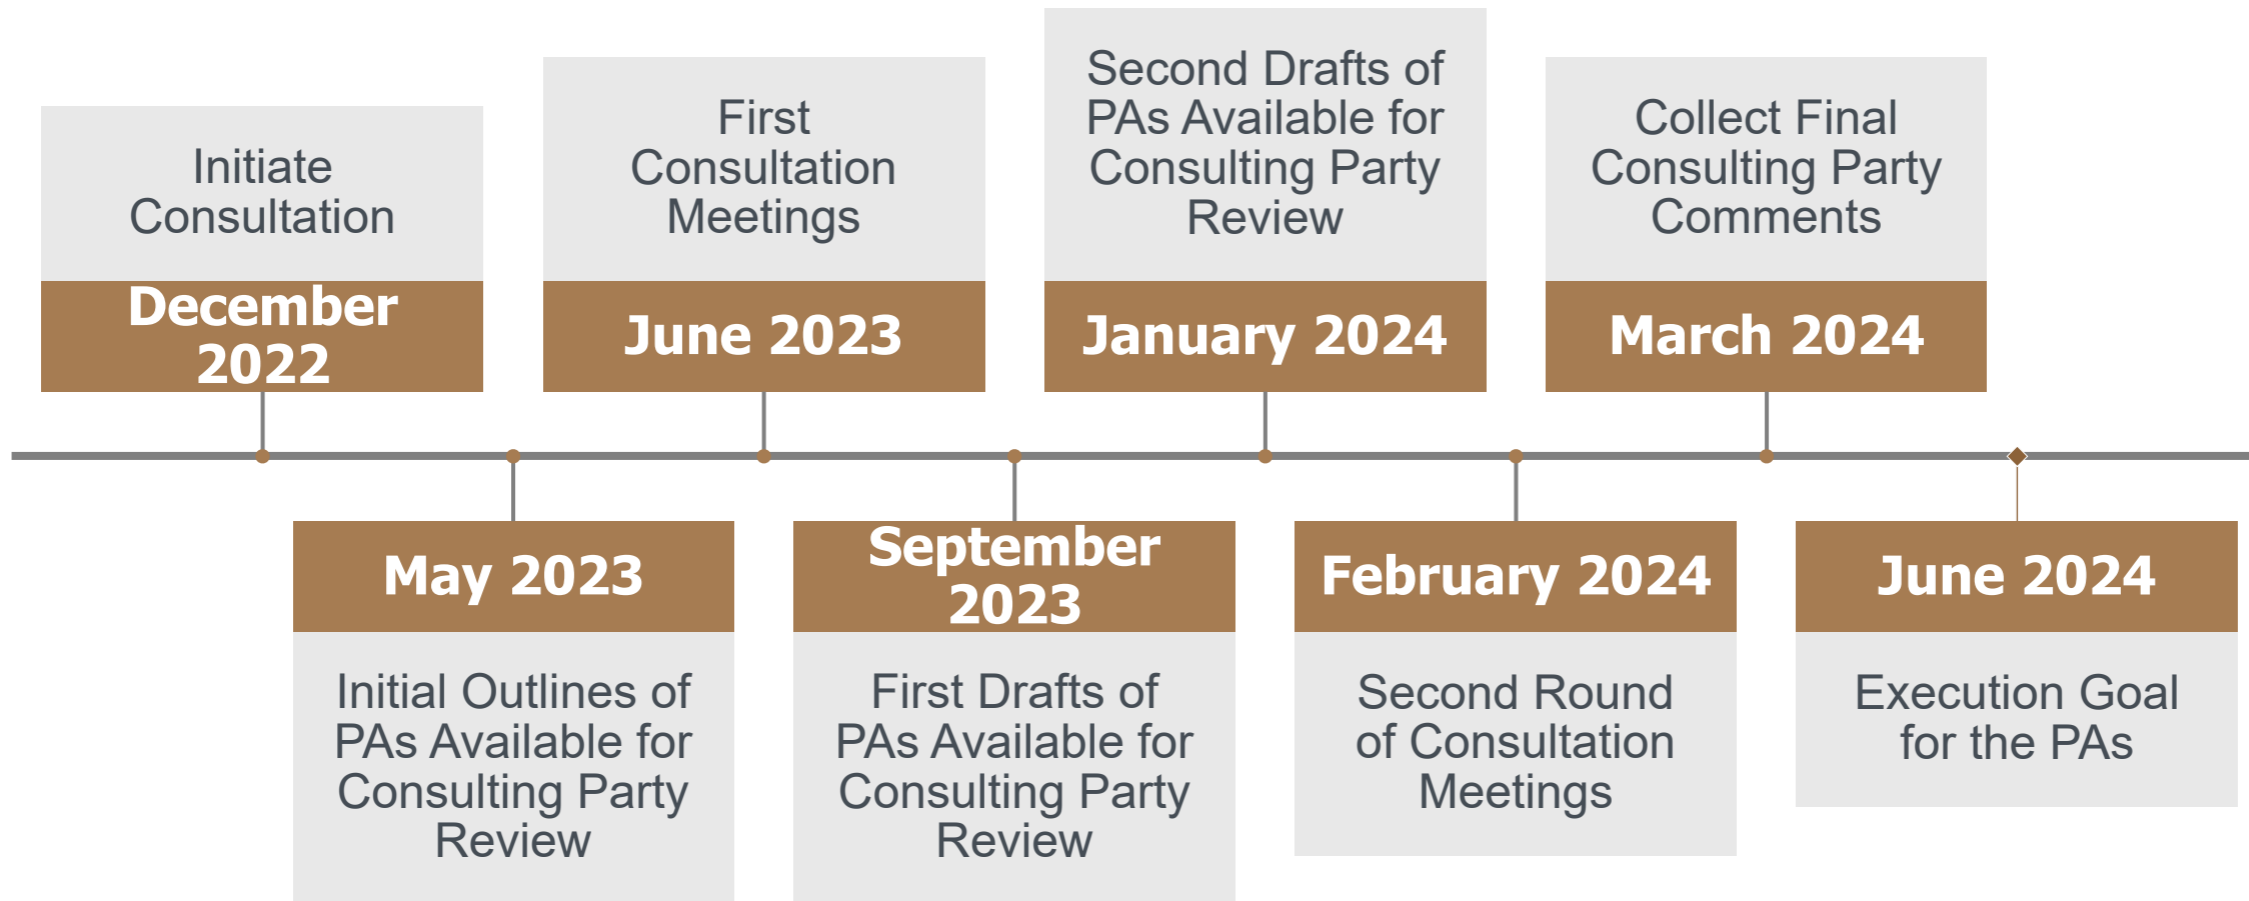 Initiate
Consultation
December
2022
May 2023
Initial Outlines of
PAs Available for
Consulting Party
Review
First
Consultation
Meetings
June 2023
September
2023
First Drafts of
PAs Available for
Consulting Party
Review
Second Drafts of
PAs Available for
Consulting Party
Review
January 2024
February 2024
Second Round
of Consultation
Meetings
Collect Final
Consulting Party
Comments
March 2024
June 2024
Execution Goal
for the PAs